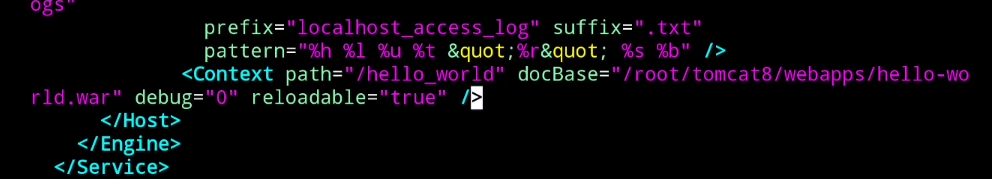 ogs"
prefix="localhost_access_log" suffix=".txt"
pattern="%h %l %u %t &quot;%r&quot; %s %b" />
<Context path="/hello_world" docBase="/root/tomcat8/webapps/hello-wo
rld.war" debug="0" reloadable="true" />
</Host>
</Engine>
</Service>